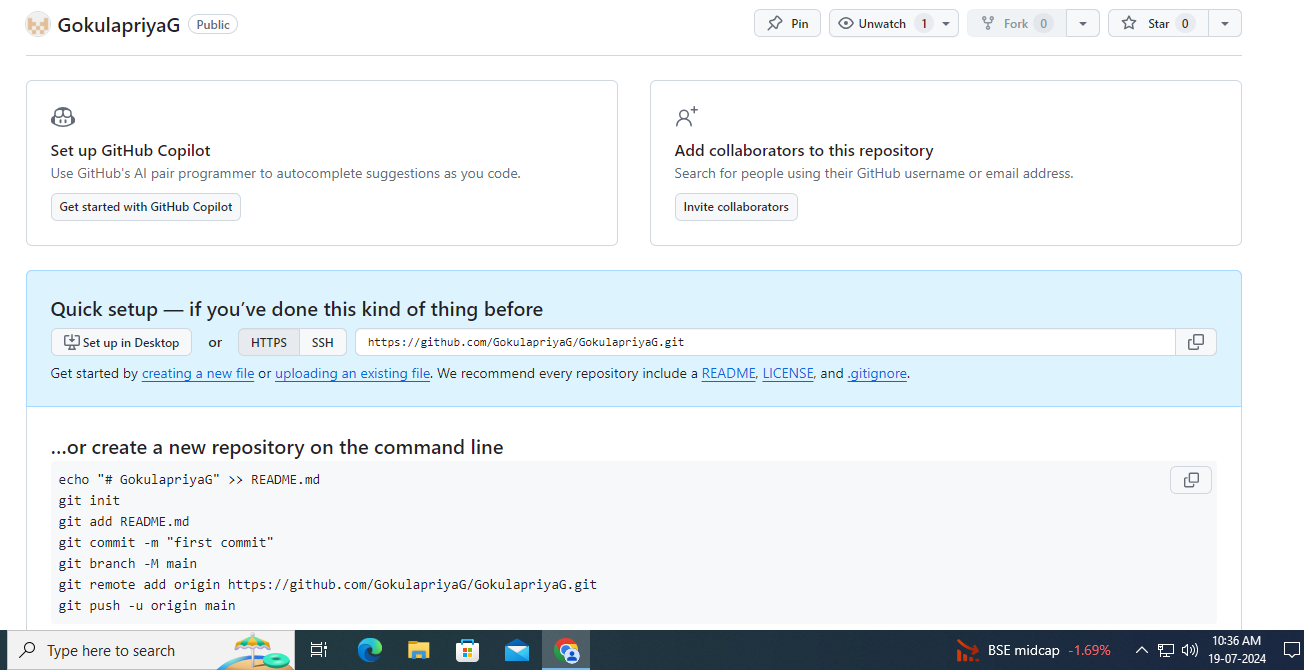 GokulapriyaG Public Pin Unwatch 1 Fork 0 Star 0
Set up GitHub Copilot
Use GitHub's AI pair programmer to autocomplete suggestions as you code.
Get started with GitHub Copilot
Add collaborators to this repository
Search for people using their GitHub username or email address.
Invite collaborators
Quick setup — if you've done this kind of thing before
Set up in Desktop or HTTPS SSH https://github.com/GokulapriyaG/GokulapriyaG.git
Get started by creating a new file or uploading an existing file. We recommend every repository include a README, LICENSE, and .gitignore.
…or create a new repository on the command line
echo "# GokulapriyaG" >> README.md
git init
git add README.md
git commit -m "first commit"
git branch -M main
git remote add origin https://github.com/GokulapriyaG/GokulapriyaG.git
git push -u origin main
Type here to search BSE midcap -1.69% 10:36 AM
19-07-2024